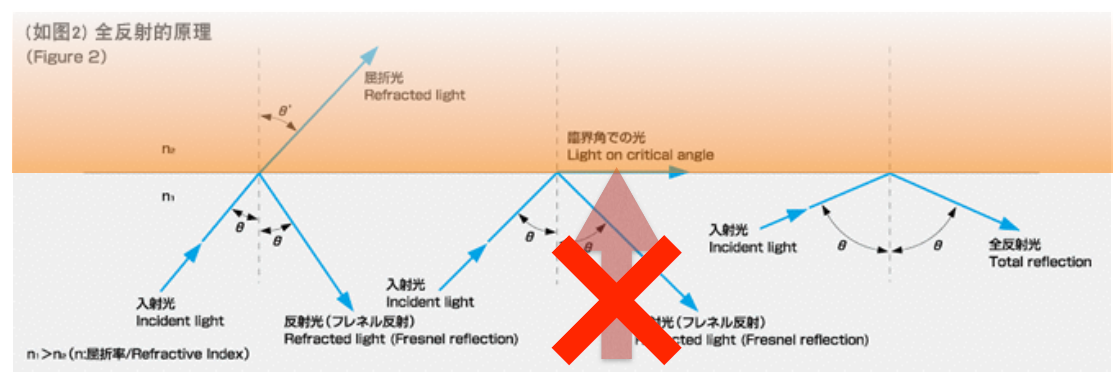 (如图2) 全反射的原理
(Figure 2)
屈折光
Refracted light
θ'
臨界角での光
Light on critical angle
n₂
n₁
θ
θ
θ
θ
θ
θ
入射光
Incident light
反射光(フレネル反射)
Refracted light (Fresnel reflection)
入射光
Incident light
射光(フレネル反射)
cted light (Fresnel reflection)
入射光
Incident light
全反射光
Total reflection
n₁>n₂(n:屈折率/Refractive Index)